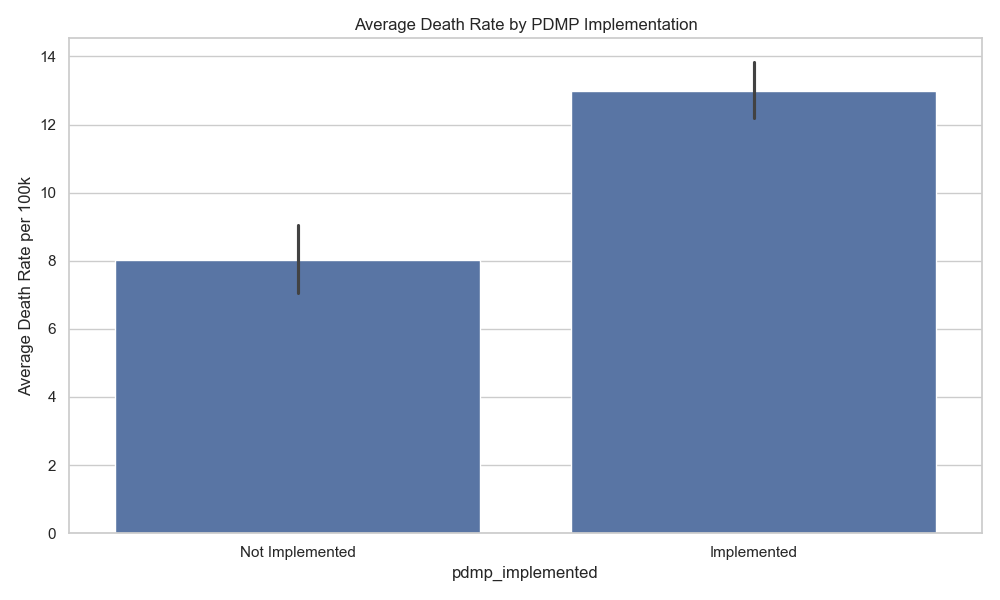 Average Death Rate by PDMP Implementation
Average Death Rate per 100k
14
12
10
8
6
4
2
0
Not Implemented
Implemented
pdmp_implemented